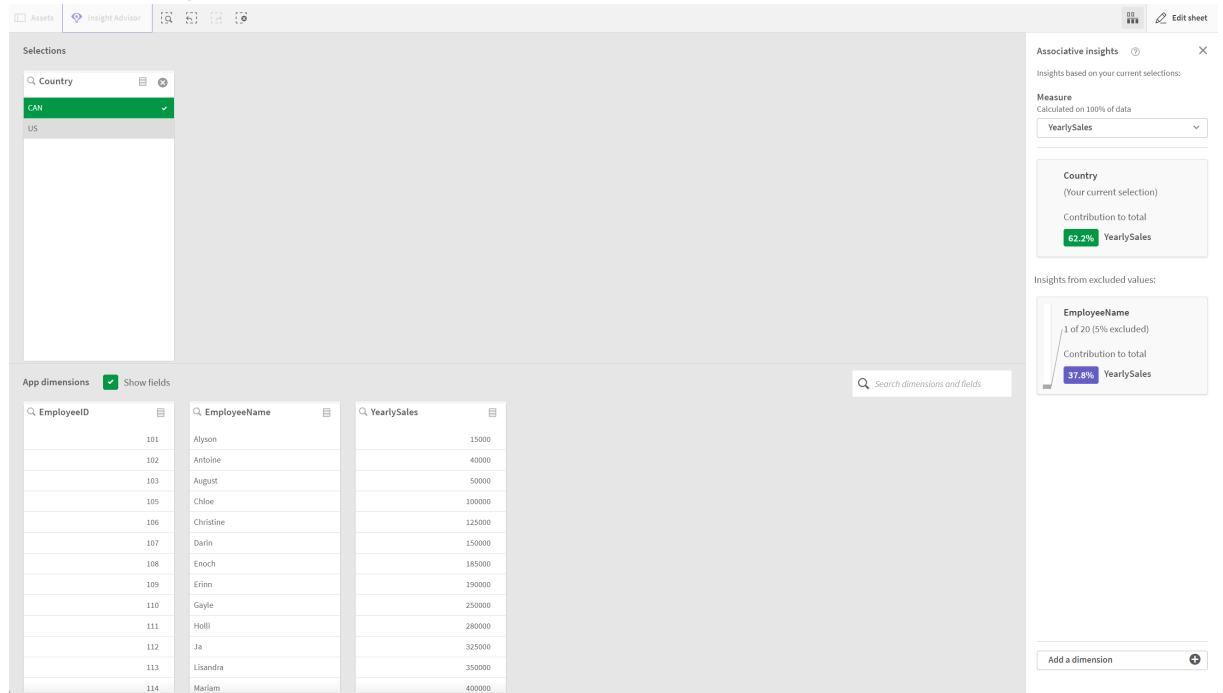 Assets
Insight Advisor
Edit sheet
Selections
Country
CAN
US
App dimensions
Show fields
Search dimensions and fields
EmployeeID
101
102
103
105
106
107
108
109
110
111
112
113
114
EmployeeName
Alyson
Antoine
August
Chloe
Christine
Darin
Enoch
Erinn
Gayle
Holli
Ja
Lisandra
Mariam
YearlySales
15000
40000
50000
100000
125000
150000
185000
190000
250000
280000
325000
350000
400000
Associative insights
Insights based on your current selections:
Measure
Calculated on 100% of data
YearlySales
Country
(Your current selection)
Contribution to total
62.2% YearlySales
Insights from excluded values:
EmployeeName
1 of 20 (5% excluded)
Contribution to total
37.8% YearlySales
Add a dimension